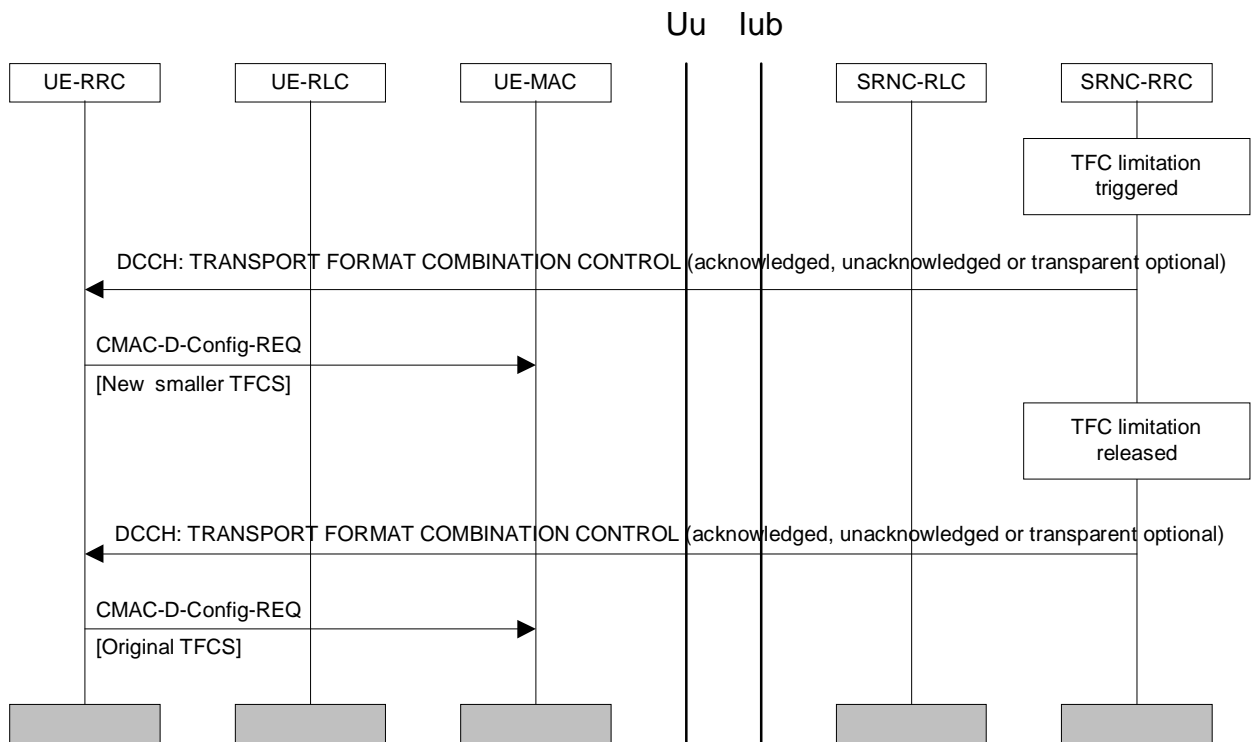 Uu Iub
UE-RRC UE-RLC UE-MAC SRNC-RLC SRNC-RRC
TFC limitation
triggered
DCCH: TRANSPORT FORMAT COMBINATION CONTROL (acknowledged, unacknowledged or transparent optional)
CMAC-D-Config-REQ
[New smaller TFCS]
TFC limitation
released
DCCH: TRANSPORT FORMAT COMBINATION CONTROL (acknowledged, unacknowledged or transparent optional)
CMAC-D-Config-REQ
[Original TFCS]